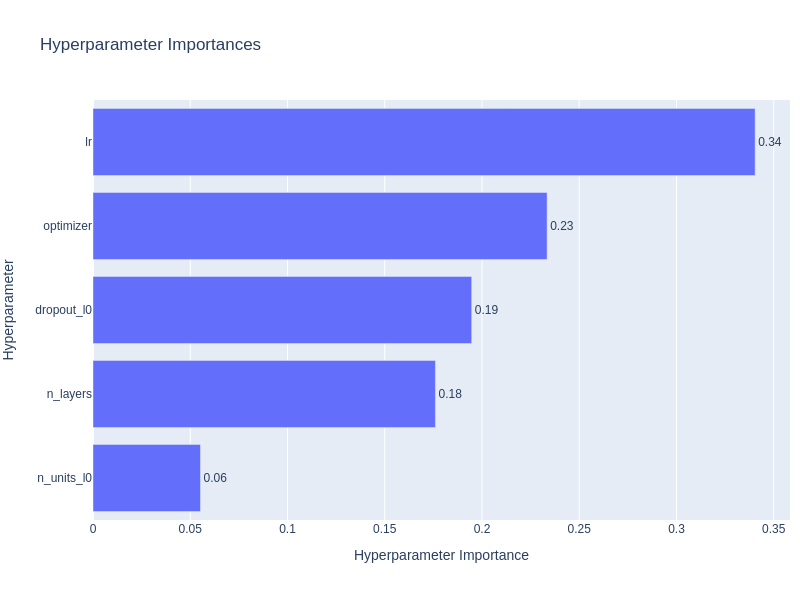 Hyperparameter Importances
Hyperparameter
lr
0.34
optimizer
0.23
dropout_l0
0.19
n_layers
0.18
n_units_l0
0.06
0
0.05
0.1
0.15
0.2
0.25
0.3
0.35
Hyperparameter Importance